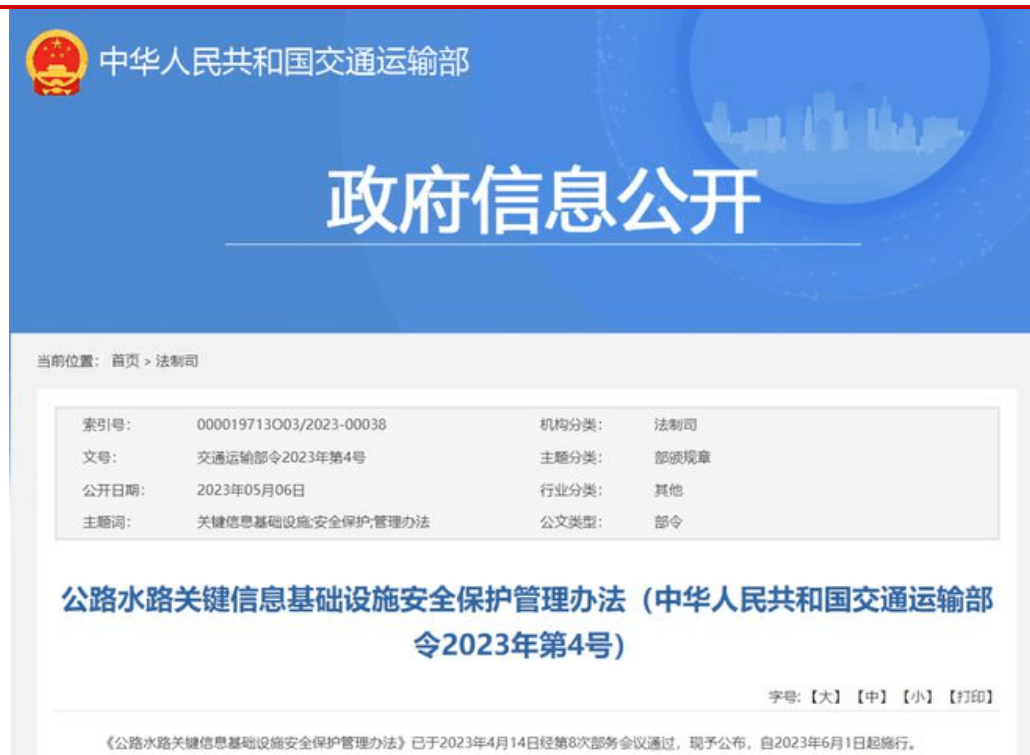 中华人民共和国交通运输部
政府信息公开
当前位置： 首页 > 法制司
索引号： 000019713O03/2023-00038 机构分类： 法制司
文号： 交通运输部令2023年第4号 主题分类： 部颁规章
公开日期： 2023年05月06日 行业分类： 其他
主题词： 关键信息基础设施;安全保护;管理办法 公文类型： 部令
公路水路关键信息基础设施安全保护管理办法（中华人民共和国交通运输部
令2023年第4号）
字号:【大】【中】【小】【打印】
《公路水路关键信息基础设施安全保护管理办法》已于2023年4月14日经第8次部务会议通过，现予公布，自2023年6月1日起施行。